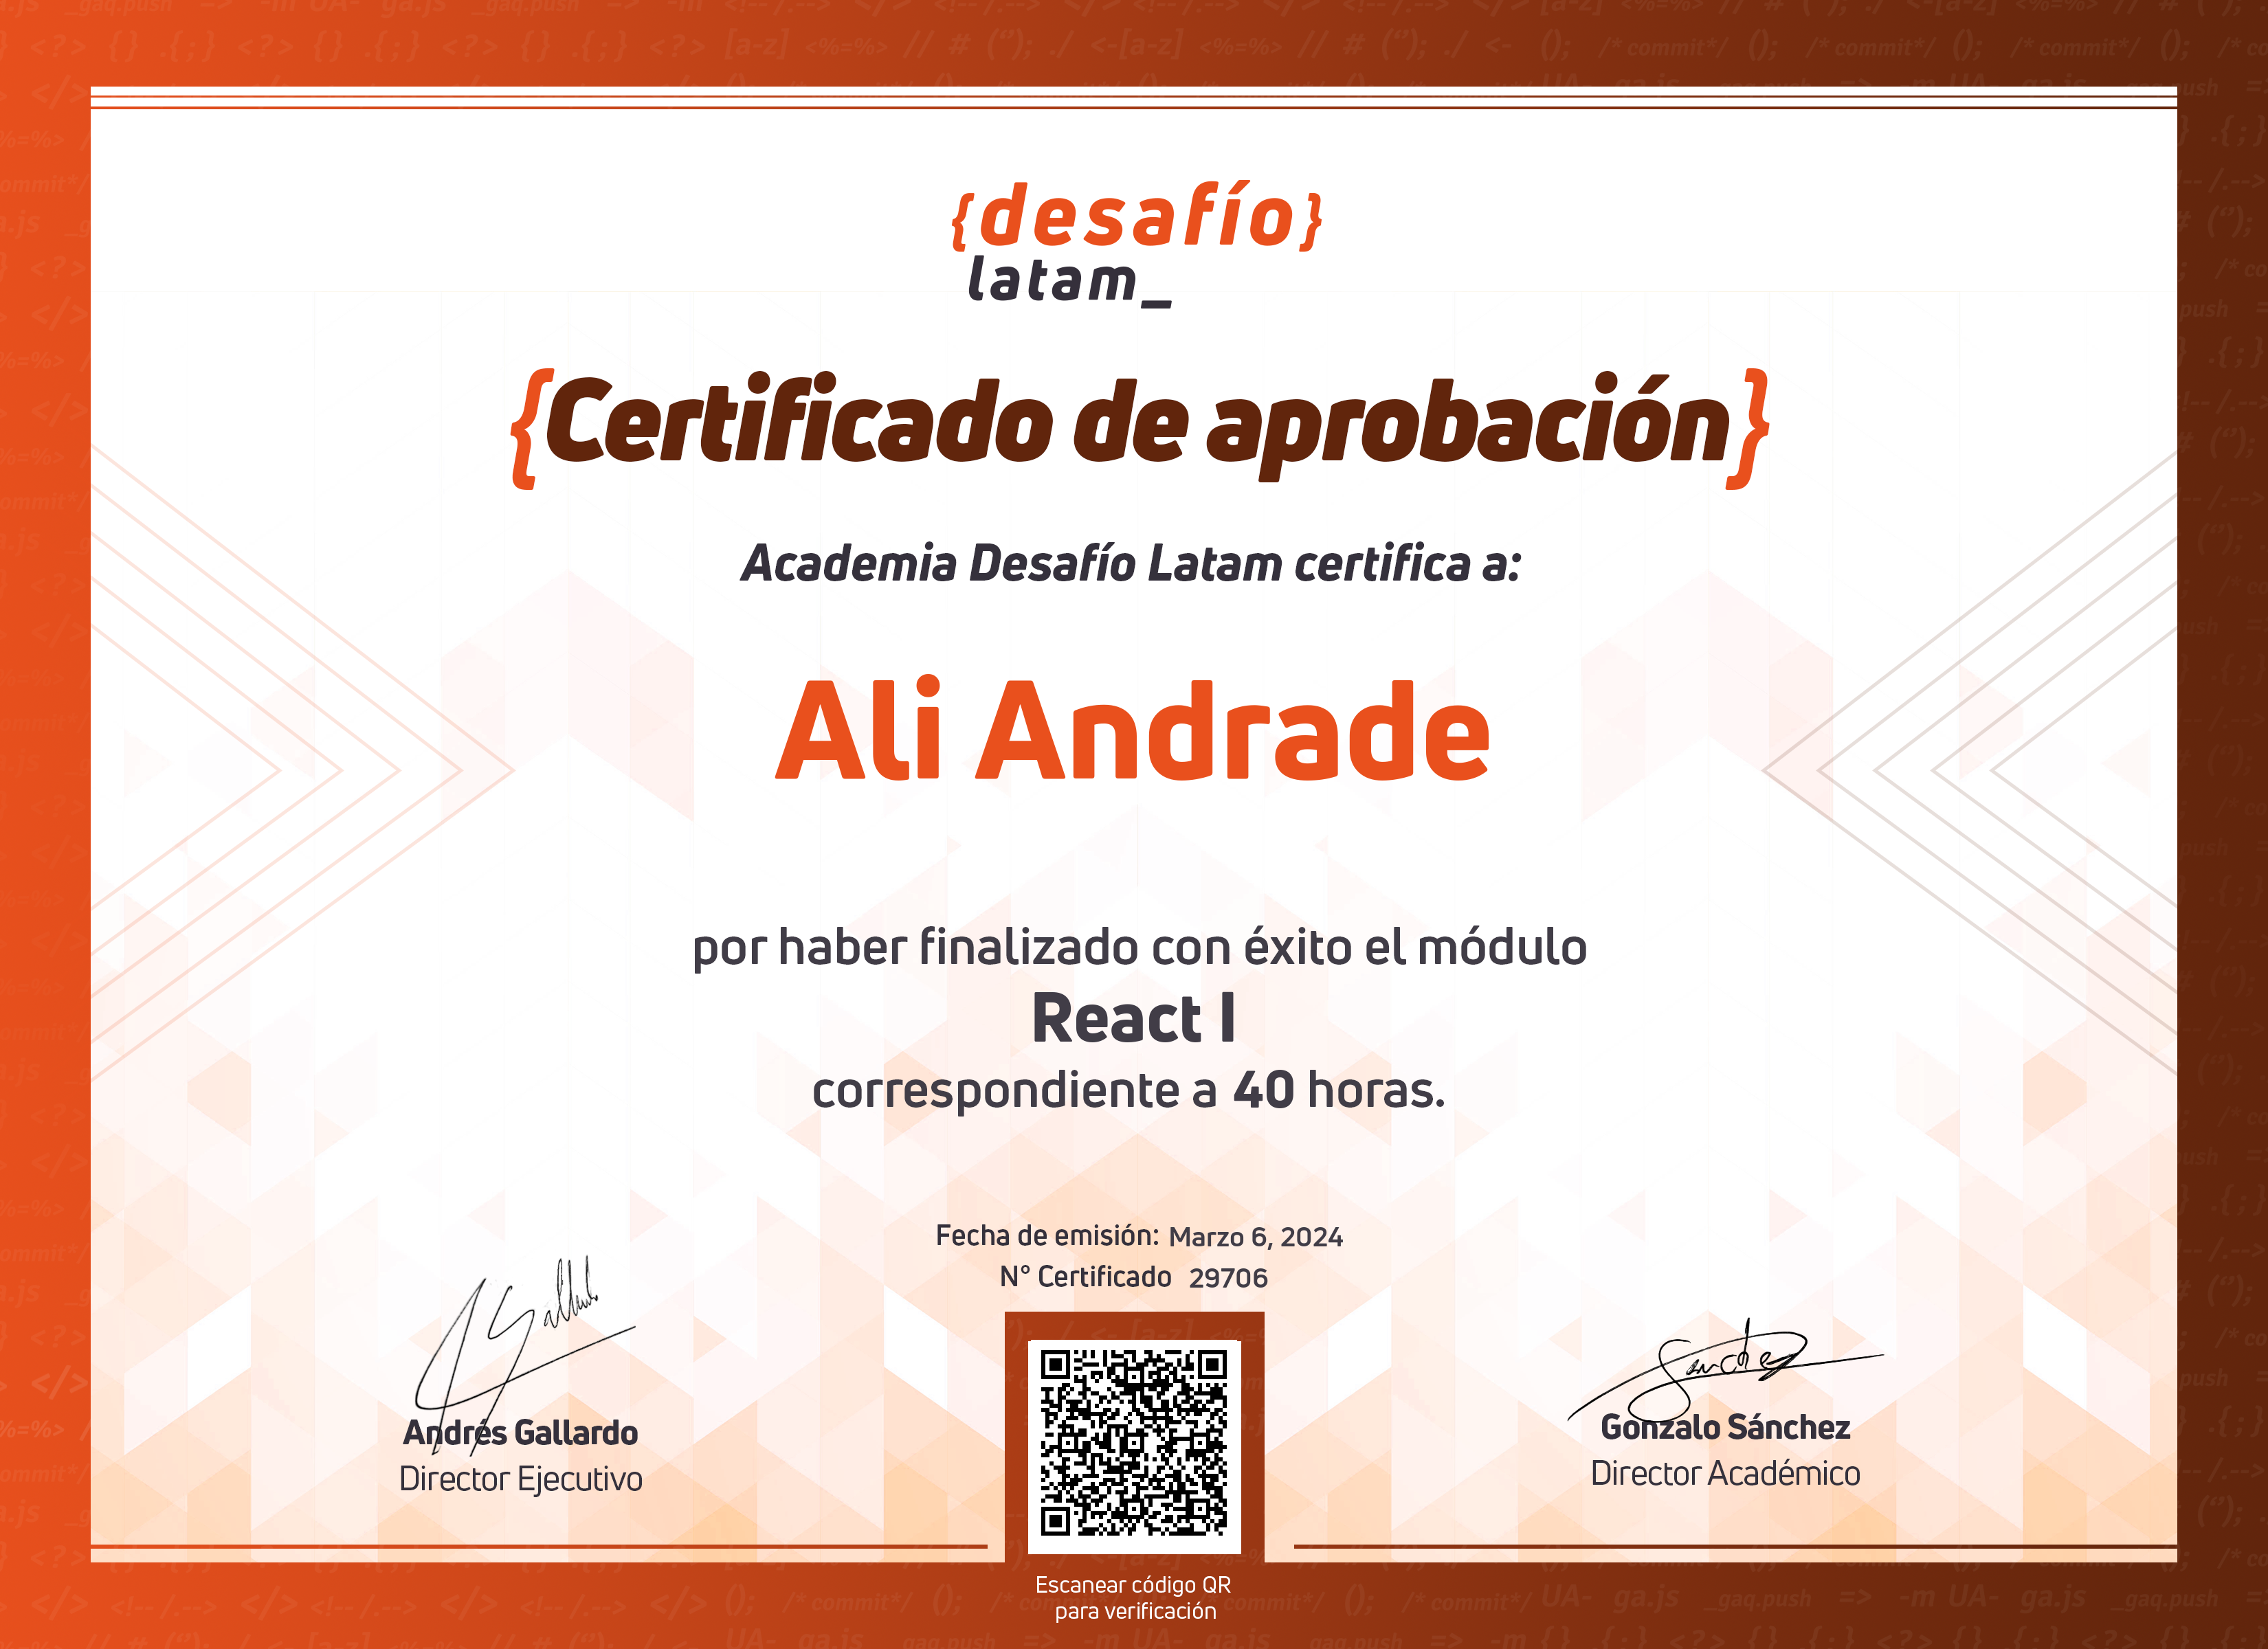 {desafío}
latam_
{Certificado de aprobación}
Academia Desafío Latam certifica a:
Ali Andrade
por haber finalizado con éxito el módulo
React I
correspondiente a 40 horas.
Fecha de emisión: Marzo 6, 2024
N° Certificado 29706
Andrés Gallardo
Director Ejecutivo
Gonzalo Sánchez
Director Académico
Escanear código QR
para verificación